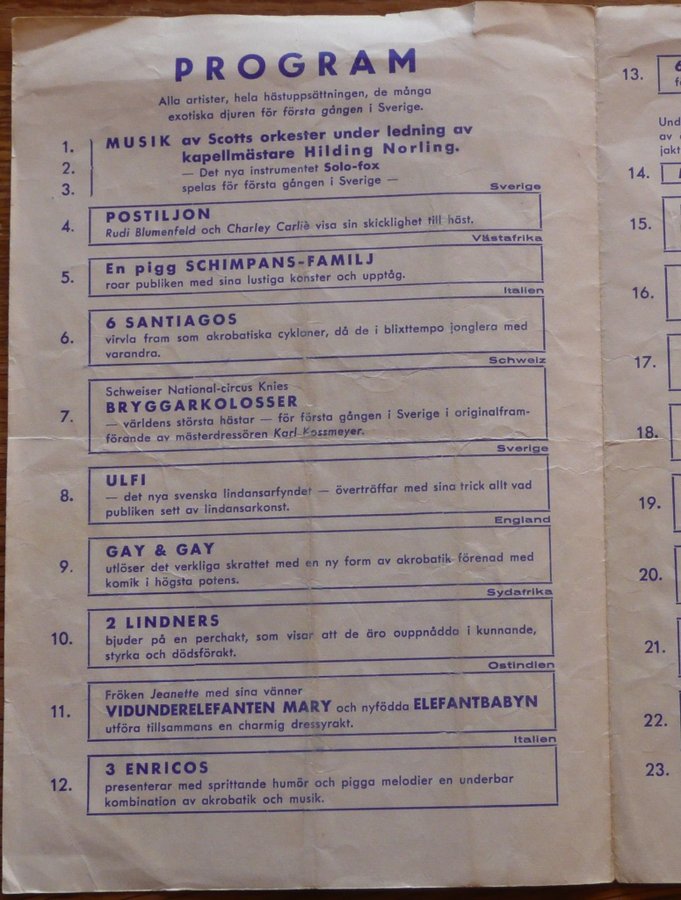 PROGRAM
Alla artister, hela hästuppsättningen, de många
exotiska djuren för första gången i Sverige.
1. MUSIK av Scotts orkester under ledning av
2. kapellmästare Hilding Norling.
— Det nya instrumentet Solo-fox
3. spelas för första gången i Sverige —
Sverige
4. POSTILJON
Rudi Blumenfeld och Charley Carliè visa sin skicklighet till häst.
Västafrika
5. En pigg SCHIMPANS-FAMILJ
roar publiken med sina lustiga konster och upptåg.
Italien
6. 6 SANTIAGOS
virvla fram som akrobatiska cykloner, då de i blixttempo jonglera med
varandra.
Schweiz
Schweiser National-circus Knies
7. BRYGGARKOLOSSER
— världens största hästar — för första gången i Sverige i originalfram-
förande av mästerdressören Karl Kossmeyer.
Sverige
8. ULFI
— det nya svenska lindansarfyndet — överträffar med sina trick allt vad
publiken sett av lindansarkonst.
England
9. GAY & GAY
utlöser det verkliga skrattet med en ny form av akrobatik förenad med
komik i högsta potens.
Sydafrika
10. 2 LINDNERS
bjuder på en perchakt, som visar att de äro ouppnådda i kunnande,
styrka och dödsförakt.
Ostindien
Fröken Jeanette med sina vänner
11. VIDUNDERELEFANTEN MARY och nyfödda ELEFANTBABYN
utföra tillsammans en charmig dressyrakt.
Italien
12. 3 ENRICOS
presenterar med sprittande humör och pigga melodier en underbar
kombination av akrobatik och musik.
13. 6
Und
av
jakt
14.
15.
16.
17.
18.
19.
20.
21.
22.
23.